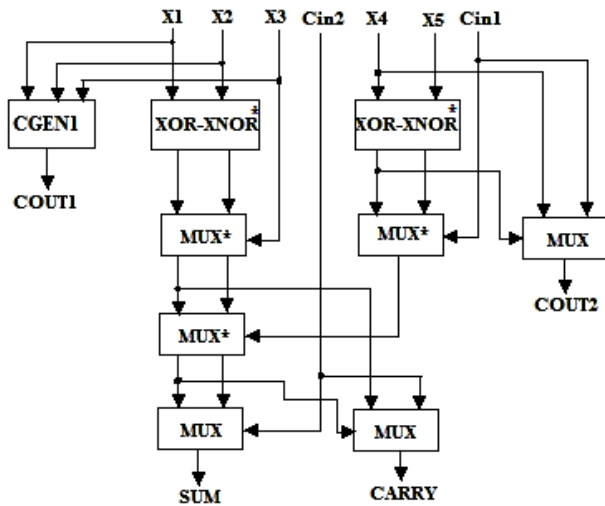 X1 X2 X3 Cin2 X4 X5 Cin1
CGEN1 XOR-XNOR* XOR-XNOR*
COUT1
MUX* MUX* MUX
COUT2
MUX*
MUX MUX
SUM CARRY